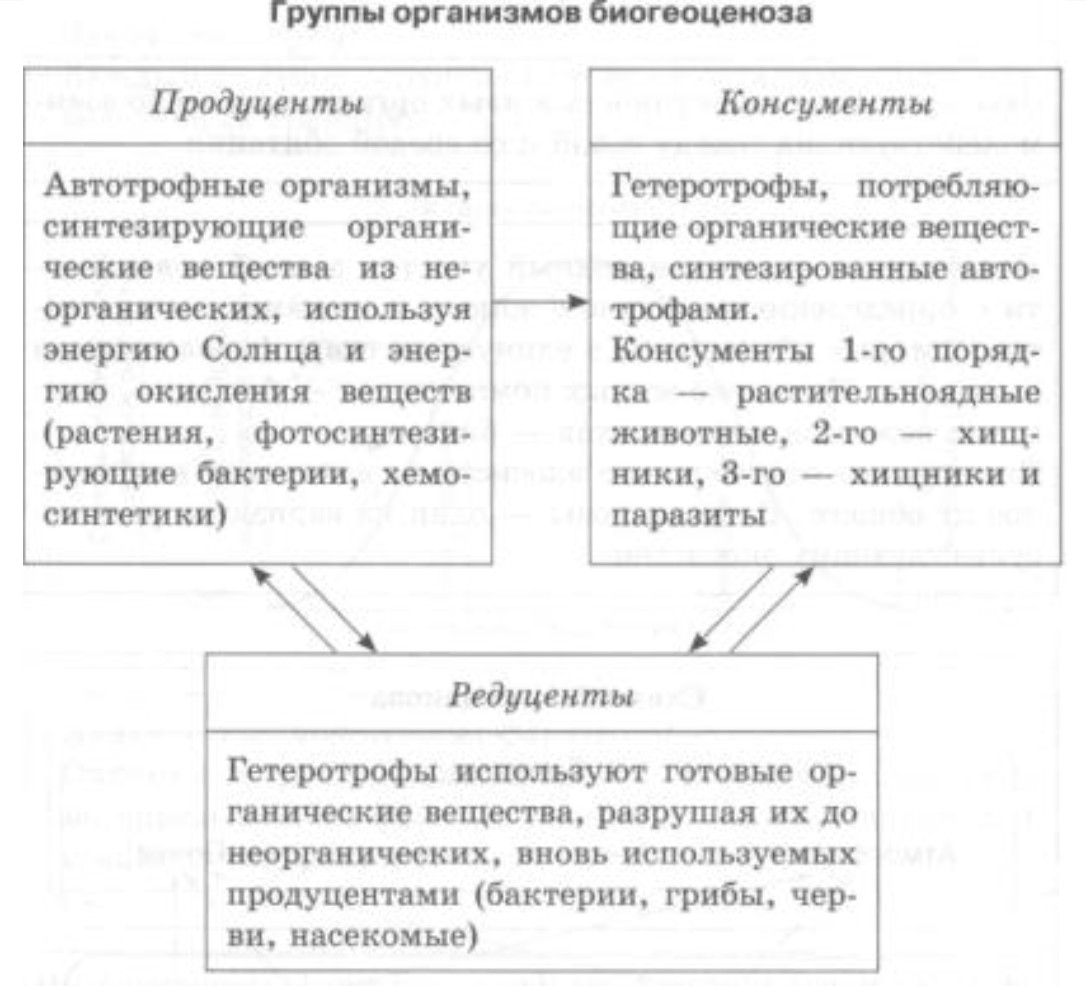 Группы организмов биогеоценоза
Продуценты
Автотрофные организмы,
синтезирующие органи-
ческие вещества из не-
органических, используя
энергию Солнца и энер-
гию окисления веществ
(растения, фотосинтези-
рующие бактерии, хемо-
синтетики)
Консументы
Гетеротрофы, потребляю-
щие органические вещест-
ва, синтезированные авто-
трофами.
Консументы 1-го поряд-
ка — растительноядные
животные, 2-го — хищ-
ники, 3-го — хищники и
паразиты
Редуценты
Гетеротрофы используют готовые ор-
ганические вещества, разрушая их до
неорганических, вновь используемых
продуцентами (бактерии, грибы, чер-
ви, насекомые)